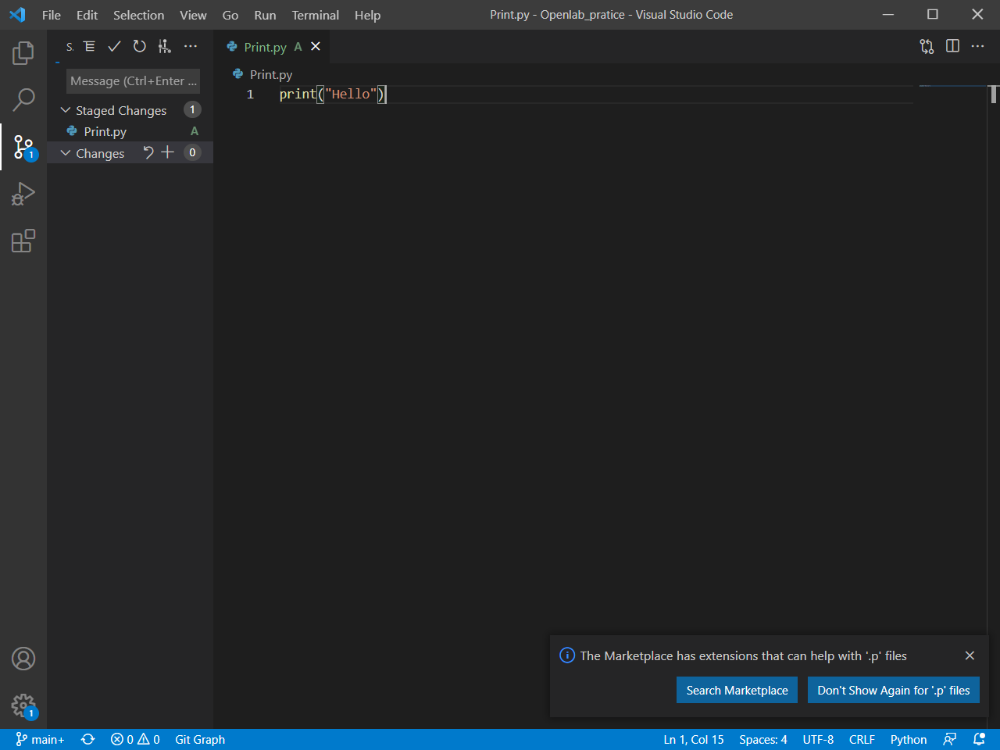 File Edit Selection View Go Run Terminal Help
Print.py - Openlab_pratice - Visual Studio Code
S.
Print.py A
Message (Ctrl+Enter ...
Print.py
Staged Changes 1
1 print("Hello")
Print.py A
Changes 0
1
The Marketplace has extensions that can help with '.p' files
Search Marketplace Don't Show Again for '.p' files
1
main+ 0 0 Git Graph Ln 1, Col 15 Spaces: 4 UTF-8 CRLF Python